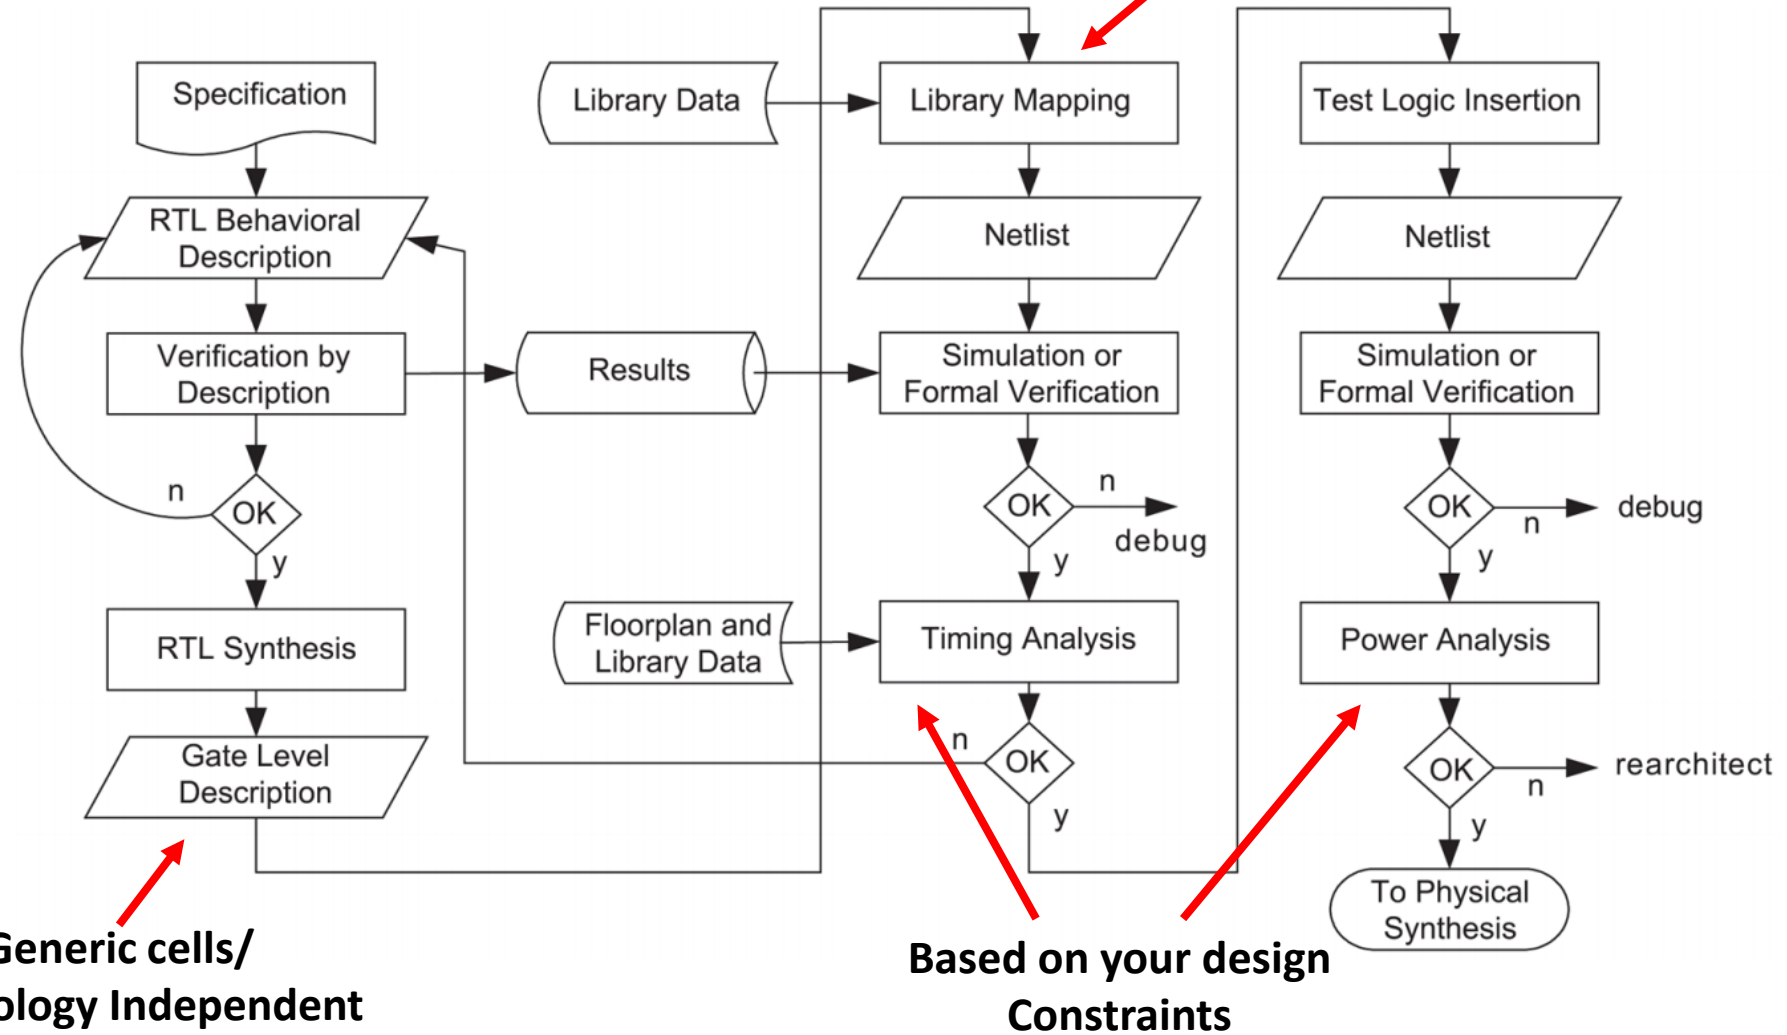 Specification
RTL Behavioral
Description
Verification by
Description
n
OK
y
RTL Synthesis
Gate Level
Description
Generic cells/
ology Independent
Library Data
Results
Floorplan and
Library Data
Library Mapping
Netlist
Simulation or
Formal Verification
OK
n
debug
y
Timing Analysis
n
OK
y
Based on your design
Constraints
Test Logic Insertion
Netlist
Simulation or
Formal Verification
OK
n
debug
y
Power Analysis
OK
n
rearchitect
y
To Physical
Synthesis